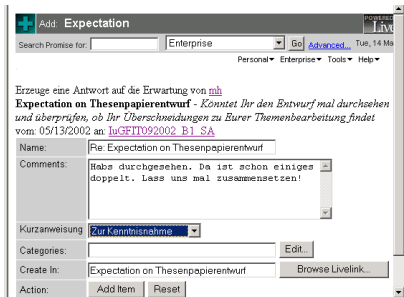 Add: Expectation
POWERED
Live
Search Promise for: Enterprise Go Advanced... Tue, 14 Ma
Personal Enterprise Tools Help
Erzeuge eine Antwort auf die Erwartung von mh
Expectation on Thesenpapierentwurf - Könntet Ihr den Entwurf mal durchsehen
und überprüfen, ob Ihr Überschneidungen zu Eurer Themenbearbeitung findet
vom: 05/13/2002 an: IuGFIT092002_B1_SA
Name: Re: Expectation on Thesenpapierentwurf
Comments: Habs durchgesehen. Da ist schon einiges
doppelt. Lass uns mal zusammensetzen!
Kurzanweisung Zur Kenntnisnahme
Categories: Edit...
Create In: Expectation on Thesenpapierentwurf Browse Livelink...
Action: Add Item Reset